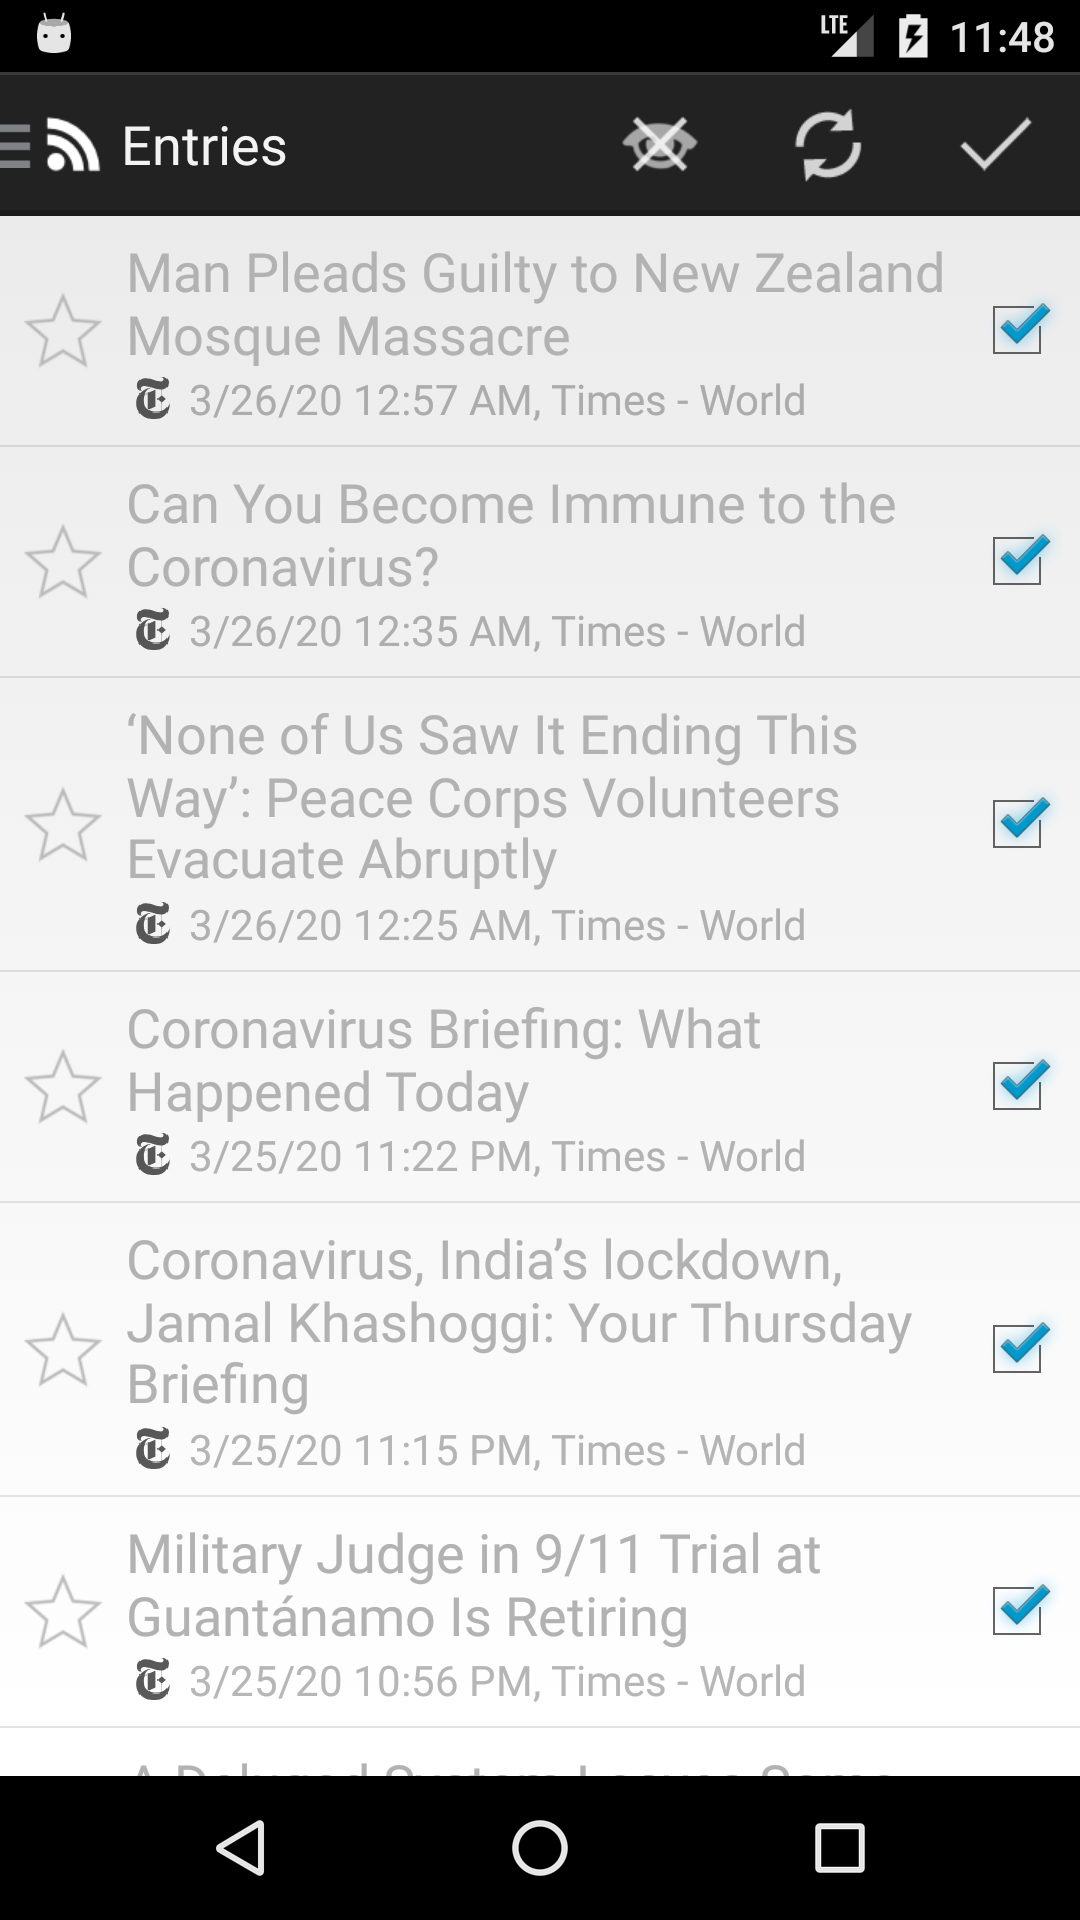 LTE 11:48
Entries
Man Pleads Guilty to New Zealand
Mosque Massacre
3/26/20 12:57 AM, Times - World
Can You Become Immune to the
Coronavirus?
3/26/20 12:35 AM, Times - World
‘None of Us Saw It Ending This
Way’: Peace Corps Volunteers
Evacuate Abruptly
3/26/20 12:25 AM, Times - World
Coronavirus Briefing: What
Happened Today
3/25/20 11:22 PM, Times - World
Coronavirus, India’s lockdown,
Jamal Khashoggi: Your Thursday
Briefing
3/25/20 11:15 PM, Times - World
Military Judge in 9/11 Trial at
Guantánamo Is Retiring
3/25/20 10:56 PM, Times - World
A Deluged System Leaves Some